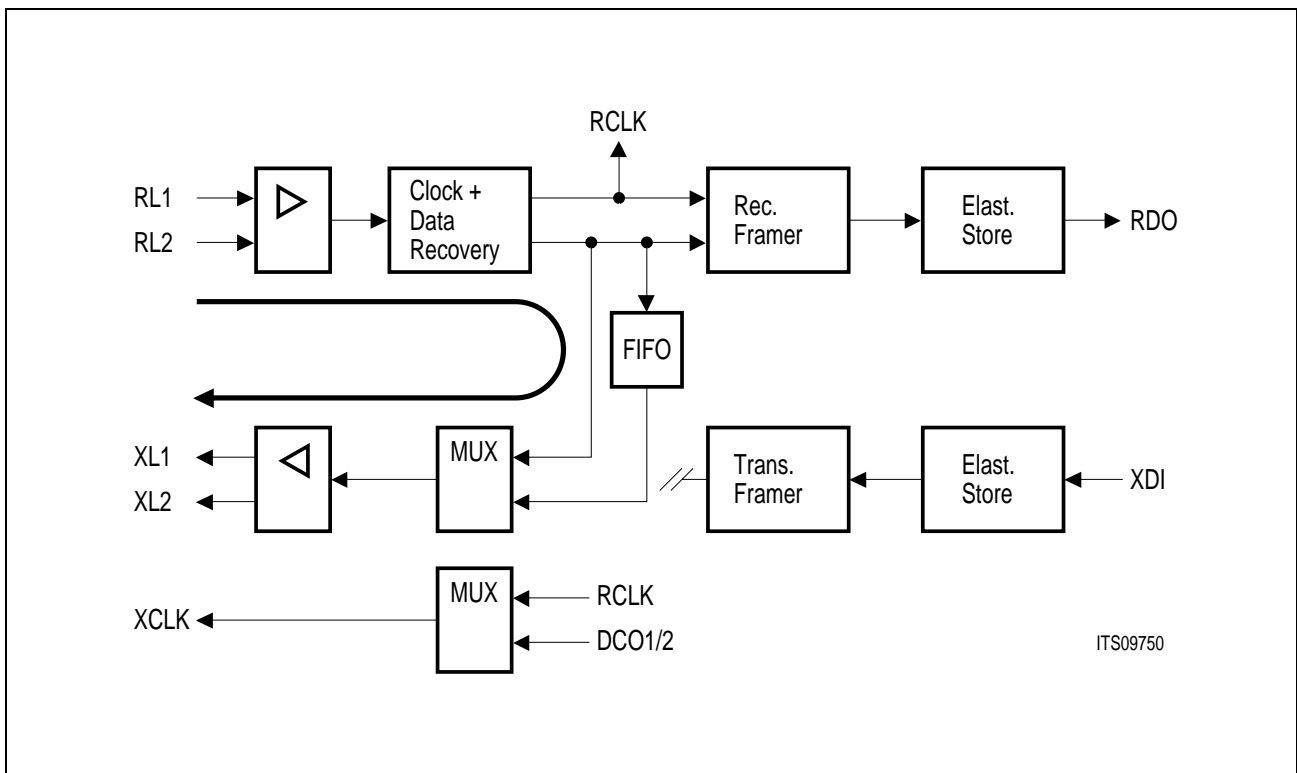 RCLK
RL1
RL2
Clock +
Data
Recovery
Rec.
Framer
Elast.
Store
RDO
FIFO
XL1
XL2
MUX
Trans.
Framer
Elast.
Store
XDI
XCLK
MUX
RCLK
DCO1/2
ITS09750